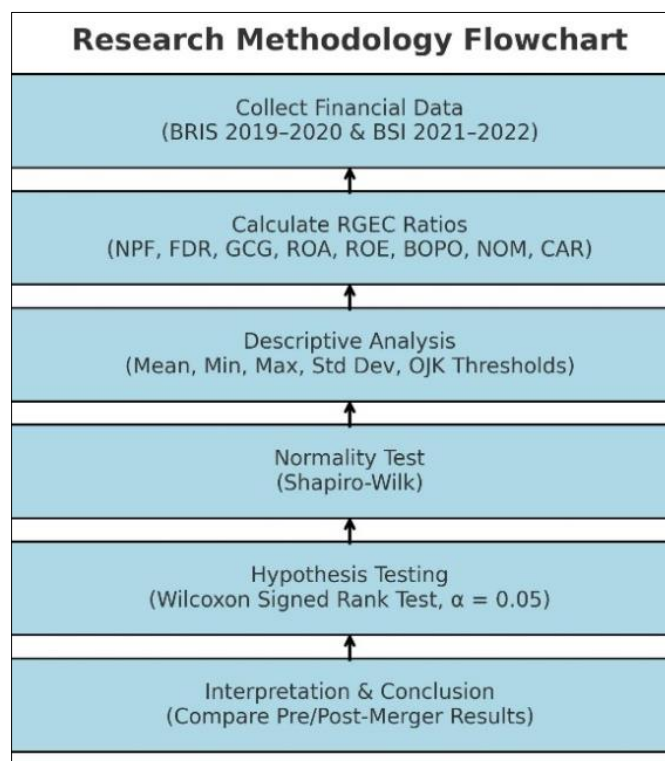 Research Methodology Flowchart
Collect Financial Data
(BRIS 2019–2020 & BSI 2021–2022)
Calculate RGEC Ratios
(NPF, FDR, GCG, ROA, ROE, BOPO, NOM, CAR)
Descriptive Analysis
(Mean, Min, Max, Std Dev, OJK Thresholds)
Normality Test
(Shapiro-Wilk)
Hypothesis Testing
(Wilcoxon Signed Rank Test, α = 0.05)
Interpretation & Conclusion
(Compare Pre/Post-Merger Results)